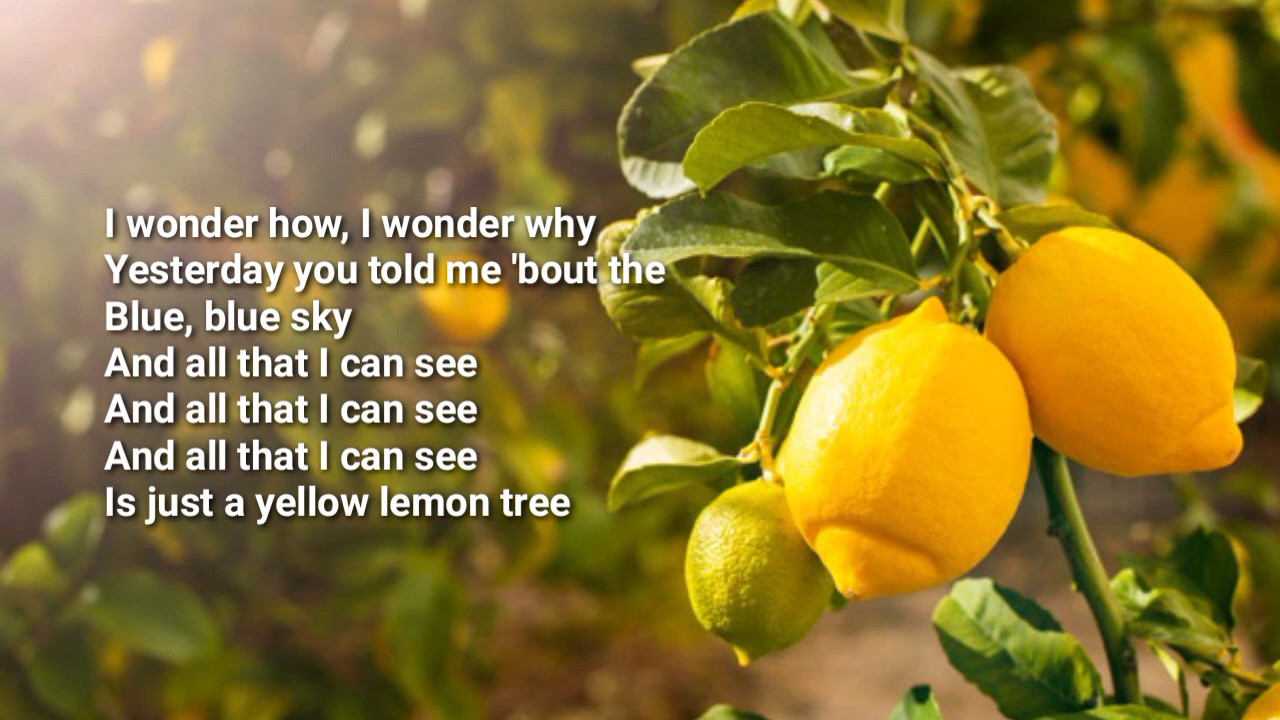 I wonder how, I wonder why
Yesterday you told me 'bout the
Blue, blue sky
And all that I can see
And all that I can see
And all that I can see
Is just a yellow lemon tree